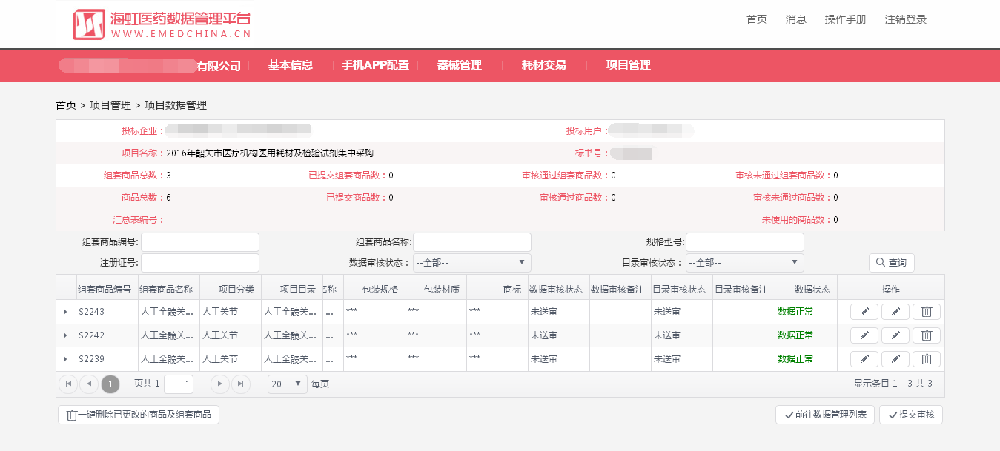 海虹医药数据管理平台
WWW.EMEDCHINA.CN
首页 消息 操作手册 注销登录
有限公司 基本信息 手机APP配置 器械管理 耗材交易 项目管理
首页 > 项目管理 > 项目数据管理
投标企业： 投标用户：
项目名称：2016年韶关市医疗机构医用耗材及检验试剂集中采购 标书号：
组套商品总数：3 已提交组套商品数：0 审核通过组套商品数：0 审核未通过组套商品数：0
商品总数：6 已提交商品数：0 审核通过商品数：0 审核未通过商品数：0
汇总表编号： 未使用的商品数：0
组套商品编号: 组套商品名称: 规格型号:
注册证号: 数据审核状态： --全部-- 目录审核状态： --全部-- 查询
组套商品编号 组套商品名称 项目分类 项目目录 名称 包装规格 包装材质 商标 数据审核状态 数据审核备注 目录审核状态 目录审核备注 数据状态 操作
S2243 人工全髋关... 人工关节 人工全髋关... ... *** *** *** 未送审 未送审 数据正常
S2242 人工全髋关... 人工关节 人工全髋关... ... *** *** *** 未送审 未送审 数据正常
S2239 人工全髋关... 人工关节 人工全髋关... ... *** *** *** 未送审 未送审 数据正常
1 页共 1 1 20 每页 显示条目 1 - 3 共 3
一键删除已更改的商品及组套商品 前往数据管理列表 提交审核